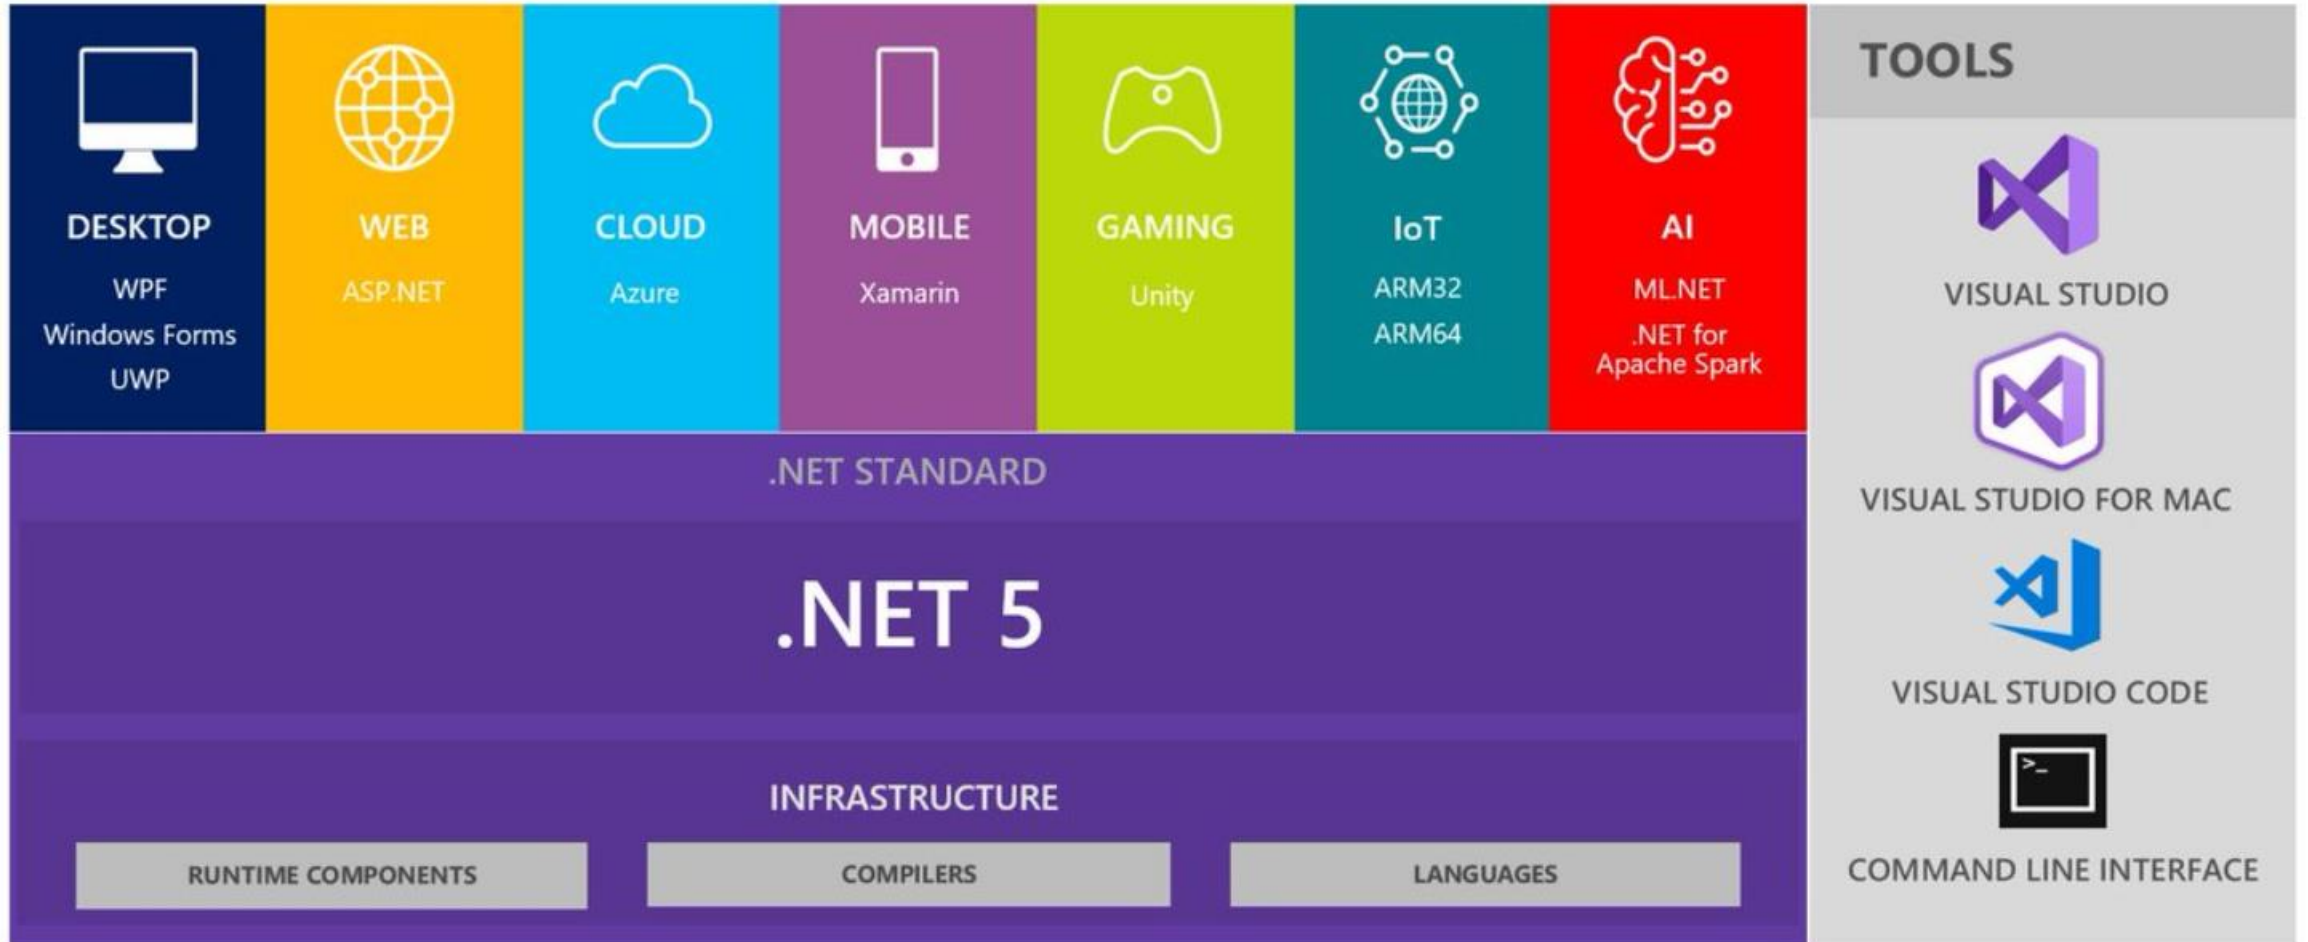 DESKTOP
WPF
Windows Forms
UWP
WEB
ASP.NET
CLOUD
Azure
MOBILE
Xamarin
GAMING
Unity
IoT
ARM32
ARM64
AI
ML.NET
.NET for
Apache Spark
.NET STANDARD
.NET 5
INFRASTRUCTURE
RUNTIME COMPONENTS
COMPILERS
LANGUAGES
TOOLS
VISUAL STUDIO
VISUAL STUDIO FOR MAC
VISUAL STUDIO CODE
>_
COMMAND LINE INTERFACE